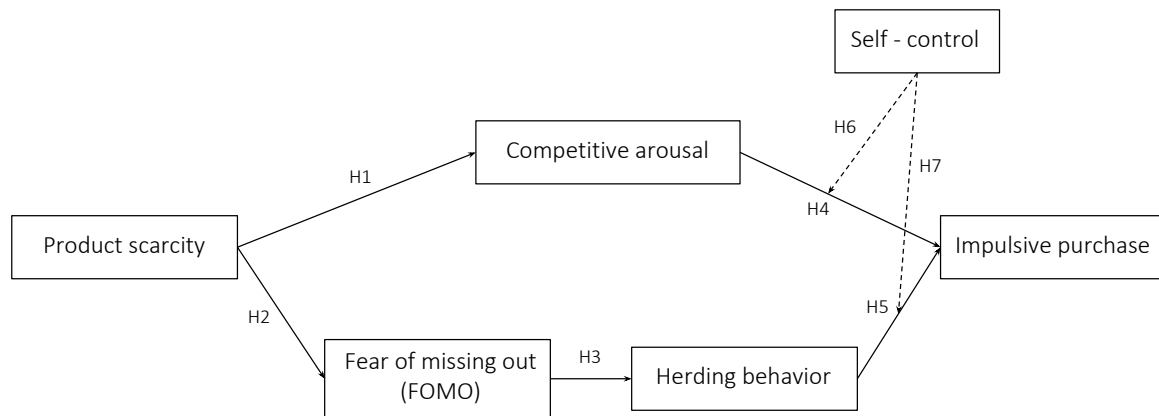 Self - control
H6
Competitive arousal
H7
H1
H4
Product scarcity
Impulsive purchase
H2
H5
Fear of missing out
(FOMO)
H3
Herding behavior